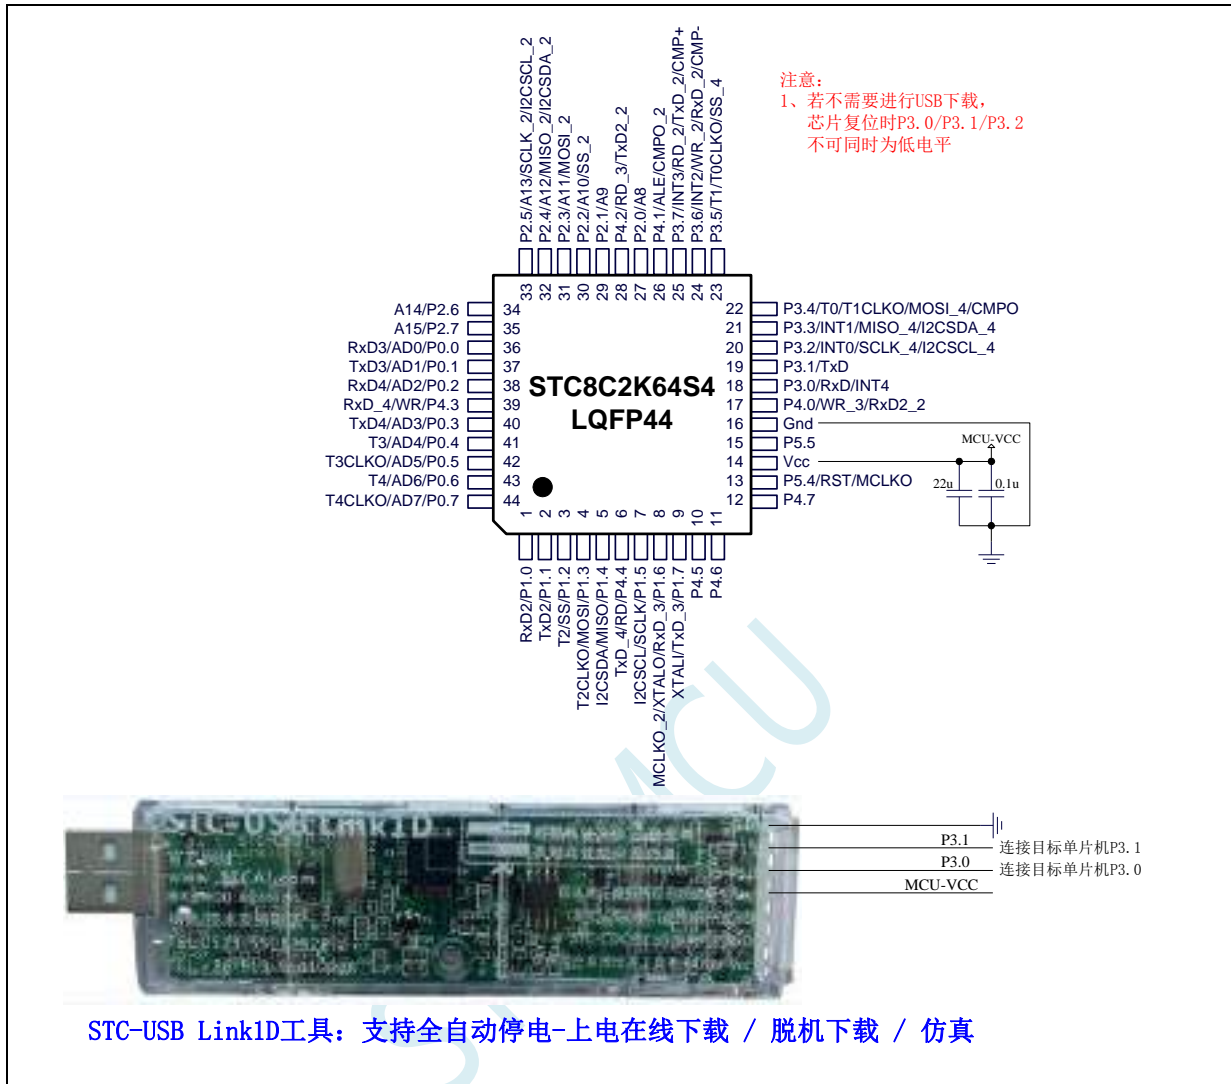 P2.5/A13/SCLK_2/I2CSCL_2
P2.4/A12/MISO_2/I2CSDA_2
P2.3/A11/MOSI_2
P2.2/A10/SS_2
P2.1/A9
P4.2/RD_3/TxD2_2
P2.0/A8
P4.1/ALE/CMPO_2
P3.7/INT3/RD_2/TxD_2/CMP+
P3.6/INT2/WR_2/RxD_2/CMP-
P3.5/T1/T0CLKO/SS_4
注意:
1、若不需要进行USB下载,
芯片复位时P3.0/P3.1/P3.2
不可同时为低电平
33 32 31 30 29 28 27 26 25 24 23
A14/P2.6 34
A15/P2.7 35
RxD3/AD0/P0.0 36
TxD3/AD1/P0.1 37
RxD4/AD2/P0.2 38
RxD_4/WR/P4.3 39
TxD4/AD3/P0.3 40
T3/AD4/P0.4 41
T3CLKO/AD5/P0.5 42
T4/AD6/P0.6 43
T4CLKO/AD7/P0.7 44
STC8C2K64S4
LQFP44
22 P3.4/T0/T1CLKO/MOSI_4/CMPO
21 P3.3/INT1/MISO_4/I2CSDA_4
20 P3.2/INT0/SCLK_4/I2CSCL_4
19 P3.1/TxD
18 P3.0/RxD/INT4
17 P4.0/WR_3/RxD2_2
16 Gnd
15 P5.5
14 Vcc
13 P5.4/RST/MCLKO
12 P4.7
MCU-VCC
22u
0.1u
1 2 3 4 5 6 7 8 9 10 11
RxD2/P1.0
TxD2/P1.1
T2/SS/P1.2
T2CLKO/MOSI/P1.3
I2CSDA/MISO/P1.4
TxD_4/RD/P4.4
I2CSCL/SCLK/P1.5
MCLKO_2/XTALO/RxD_3/P1.6
XTALI/TxD_3/P1.7
P4.5
P4.6
MCU
STC-USB Link1D
P3.1 连接目标单片机P3.1
P3.0 连接目标单片机P3.0
MCU-VCC
STC-USB Link1D工具: 支持全自动停电-上电在线下载 / 脱机下载 / 仿真